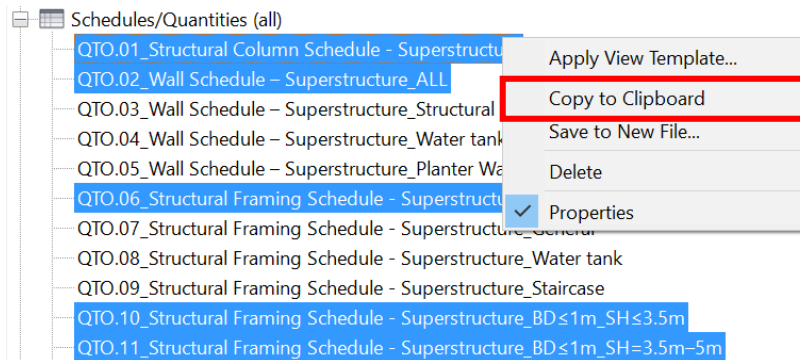 Schedules/Quantities (all)
QTO.01_Structural Column Schedule - Superstructu
QTO.02_Wall Schedule – Superstructure_ALL
QTO.03_Wall Schedule – Superstructure_Structural
QTO.04_Wall Schedule – Superstructure_Water tank
QTO.05_Wall Schedule – Superstructure_Planter Wa
QTO.06_Structural Framing Schedule - Superstructu
QTO.07_Structural Framing Schedule - Superstructure_General
QTO.08_Structural Framing Schedule - Superstructure_Water tank
QTO.09_Structural Framing Schedule - Superstructure_Staircase
QTO.10_Structural Framing Schedule - Superstructure_BD≤1m_SH≤3.5m
QTO.11_Structural Framing Schedule - Superstructure_BD≤1m_SH=3.5m–5m
Apply View Template...
Copy to Clipboard
Save to New File...
Delete
Properties